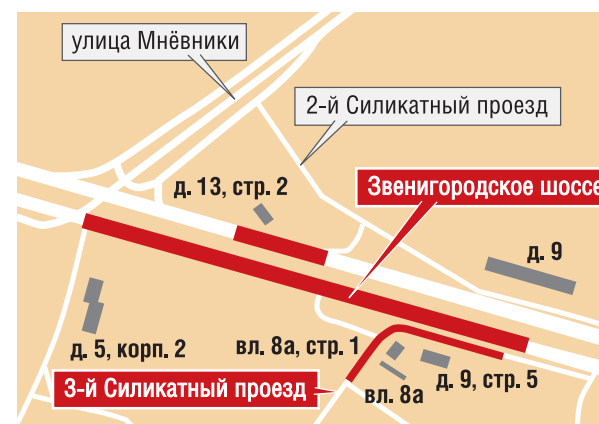 улица Мнёвники
2-й Силикатный проезд
д. 13, стр. 2
Звенигородское шоссе
д. 9
д. 5, корп. 2
вл. 8а, стр. 1
3-й Силикатный проезд
вл. 8а
д. 9, стр. 5